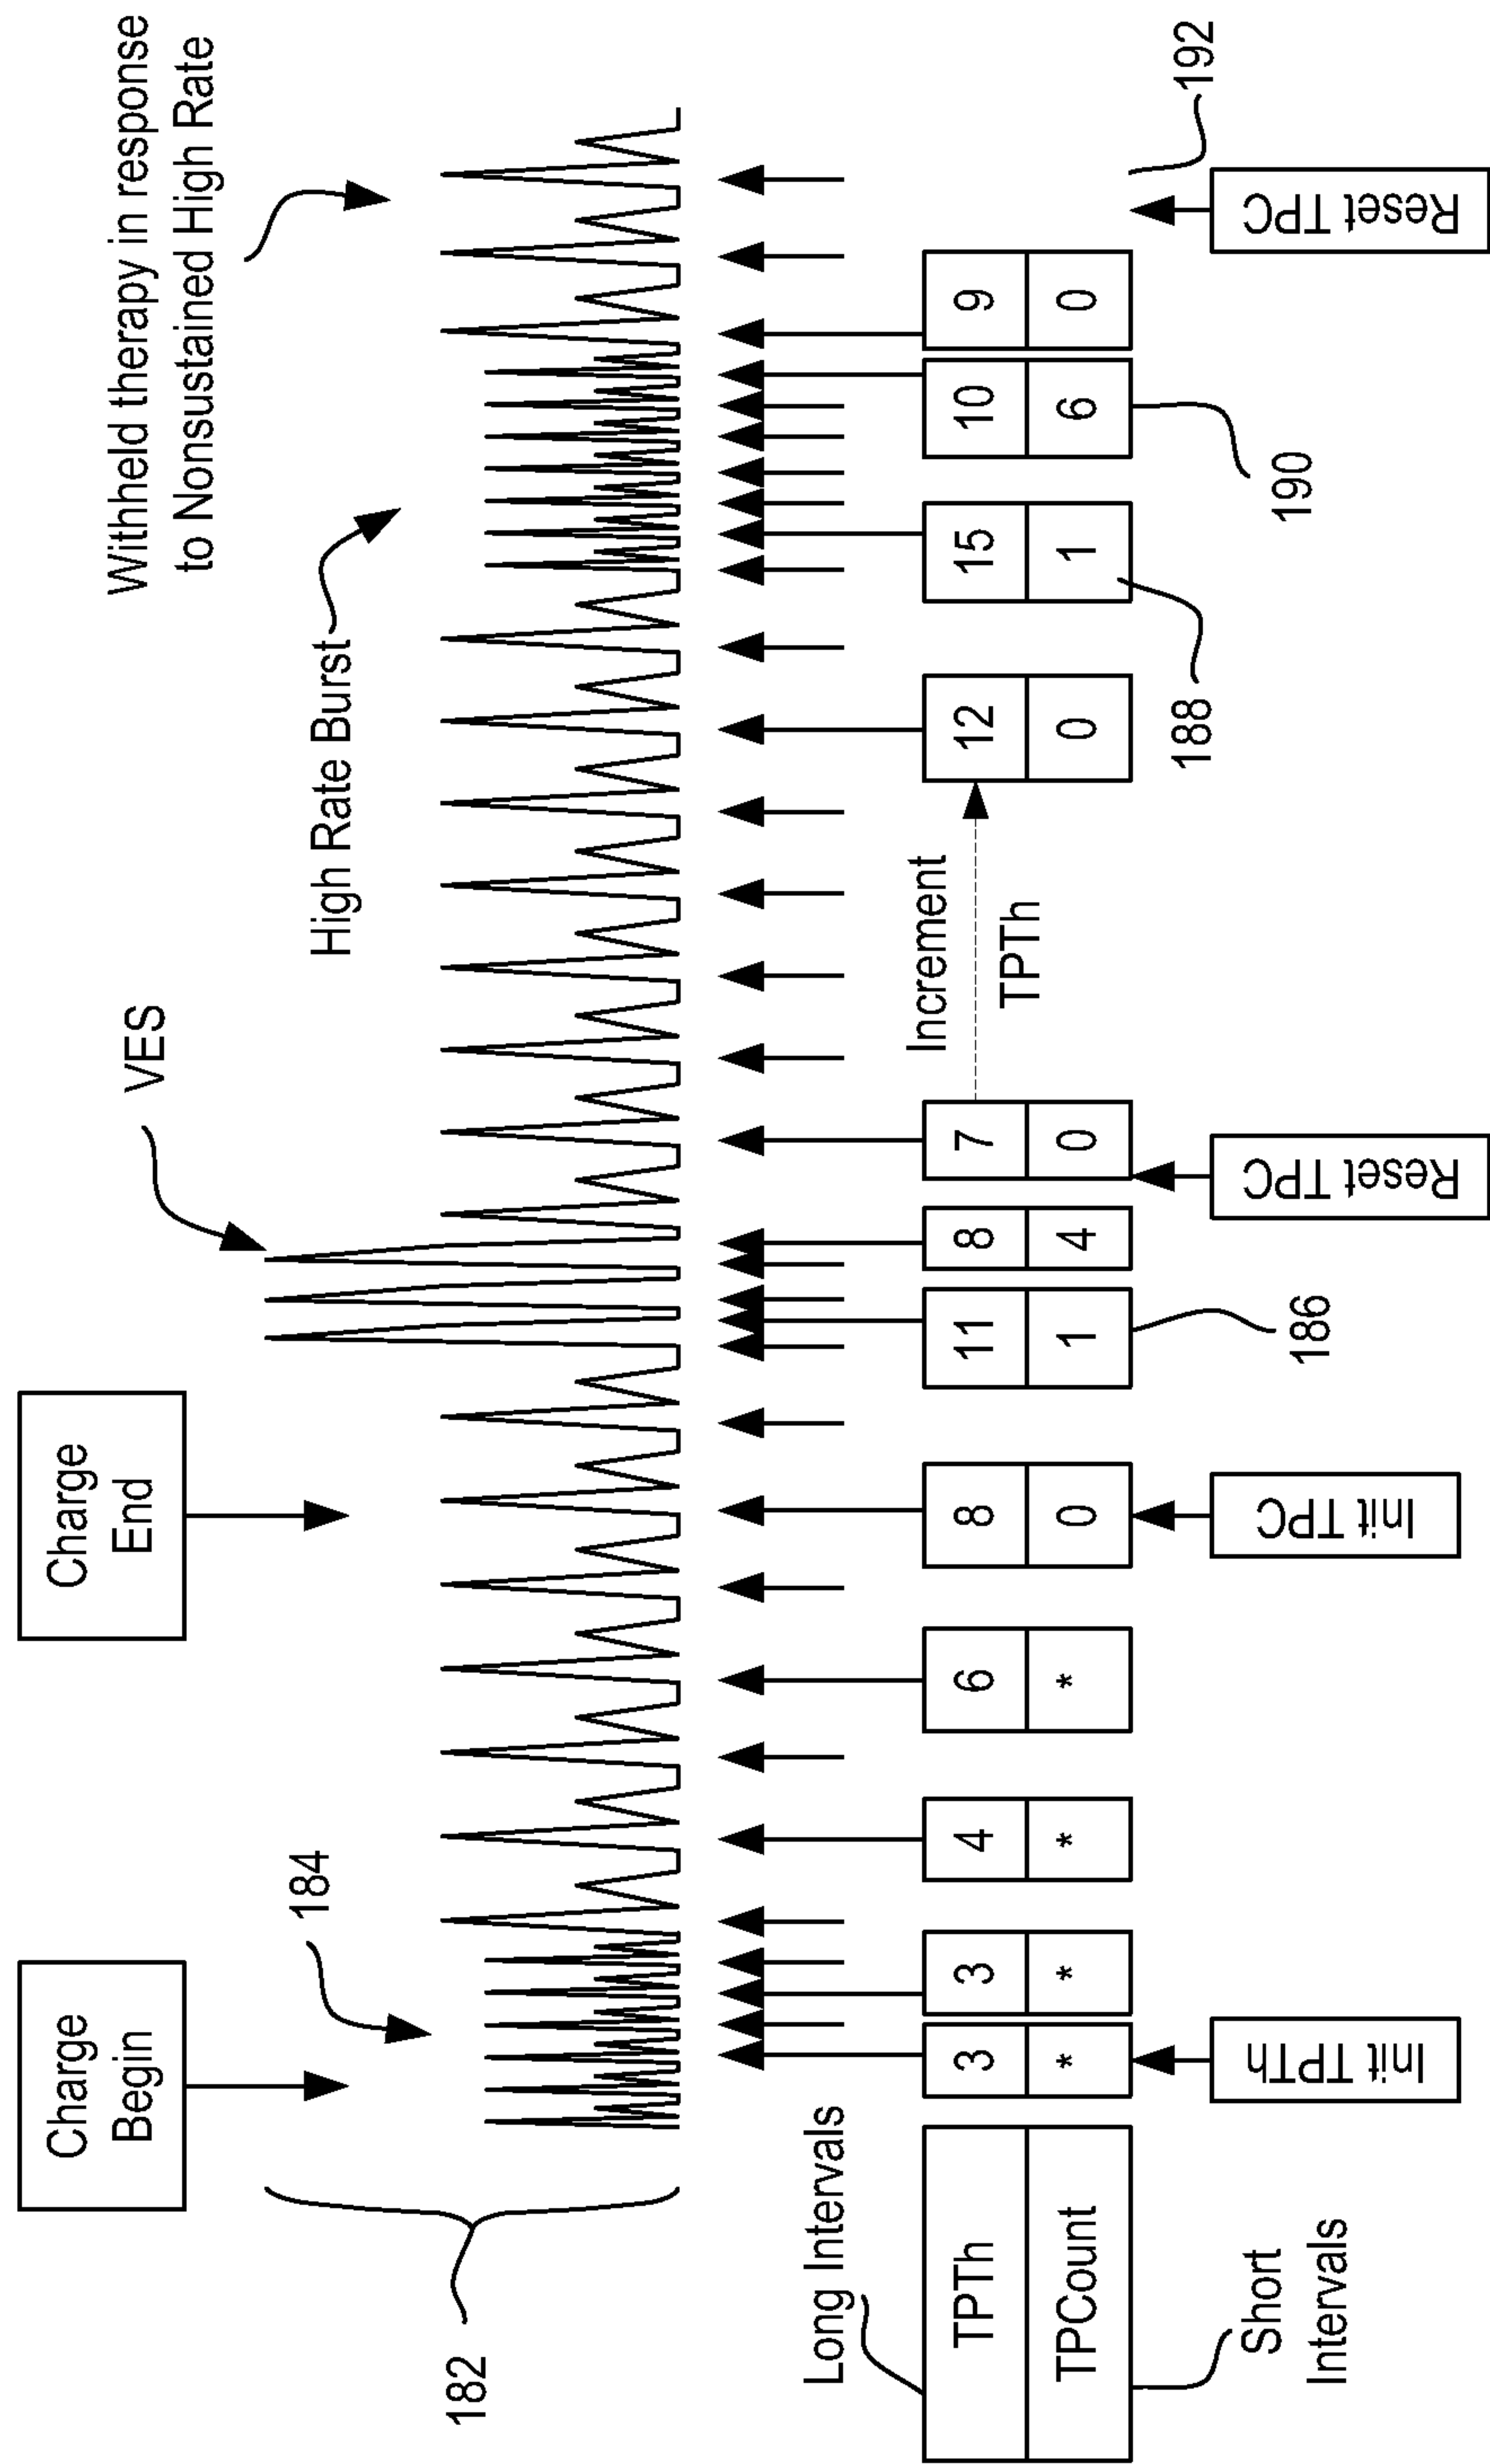 Charge
Begin
Charge
End
VES
High Rate Burst
Withheld therapy in response
to Nonsustained High Rate
182
184
Long Intervals
TPTh
TPCount
Short
Intervals
3
*
3
*
4
*
6
*
8
0
11
1
8
4
7
0
Increment
TPTh
12
0
15
1
10
6
9
0
186
188
190
192
Init TPTh
Init TPC
Reset TPC
Reset TPC